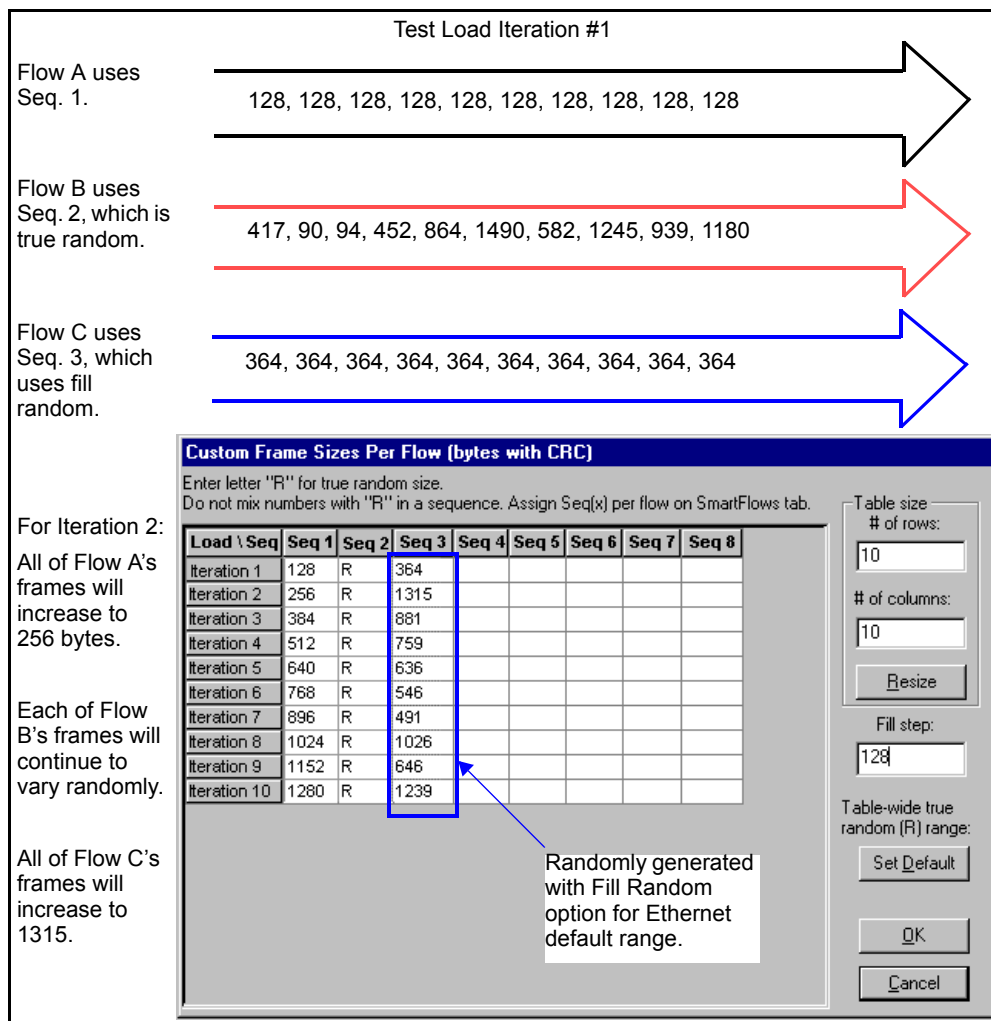 Test Load Iteration #1
Flow A uses
Seq. 1.
128, 128, 128, 128, 128, 128, 128, 128, 128, 128
Flow B uses
Seq. 2, which is
true random.
417, 90, 94, 452, 864, 1490, 582, 1245, 939, 1180
Flow C uses
Seq. 3, which
uses fill
random.
364, 364, 364, 364, 364, 364, 364, 364, 364, 364
For Iteration 2:
All of Flow A's
frames will
increase to
256 bytes.
Each of Flow
B's frames will
continue to
vary randomly.
All of Flow C's
frames will
increase to
1315.
Custom Frame Sizes Per Flow (bytes with CRC)
Enter letter "R" for true random size.
Do not mix numbers with "R" in a sequence. Assign Seq(x) per flow on SmartFlows tab.
Load \ Seq Seq 1 Seq 2 Seq 3 Seq 4 Seq 5 Seq 6 Seq 7 Seq 8
Iteration 1 128 R 364
Iteration 2 256 R 1315
Iteration 3 384 R 881
Iteration 4 512 R 759
Iteration 5 640 R 636
Iteration 6 768 R 546
Iteration 7 896 R 491
Iteration 8 1024 R 1026
Iteration 9 1152 R 646
Iteration 10 1280 R 1239
Randomly generated
with Fill Random
option for Ethernet
default range.
Table size
# of rows:
10
# of columns:
10
Resize
Fill step:
128
Table-wide true
random (R) range:
Set Default
OK
Cancel